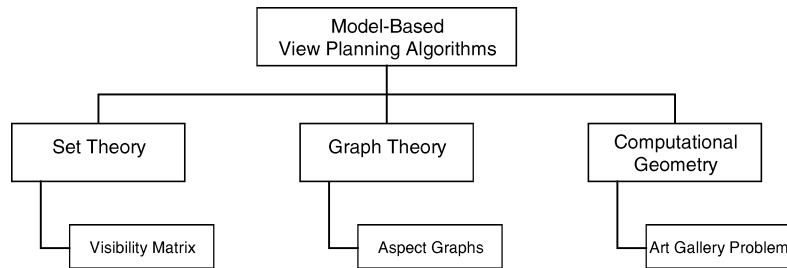 Model-Based
View Planning Algorithms
Set Theory
Graph Theory
Computational
Geometry
Visibility Matrix
Aspect Graphs
Art Gallery Problem